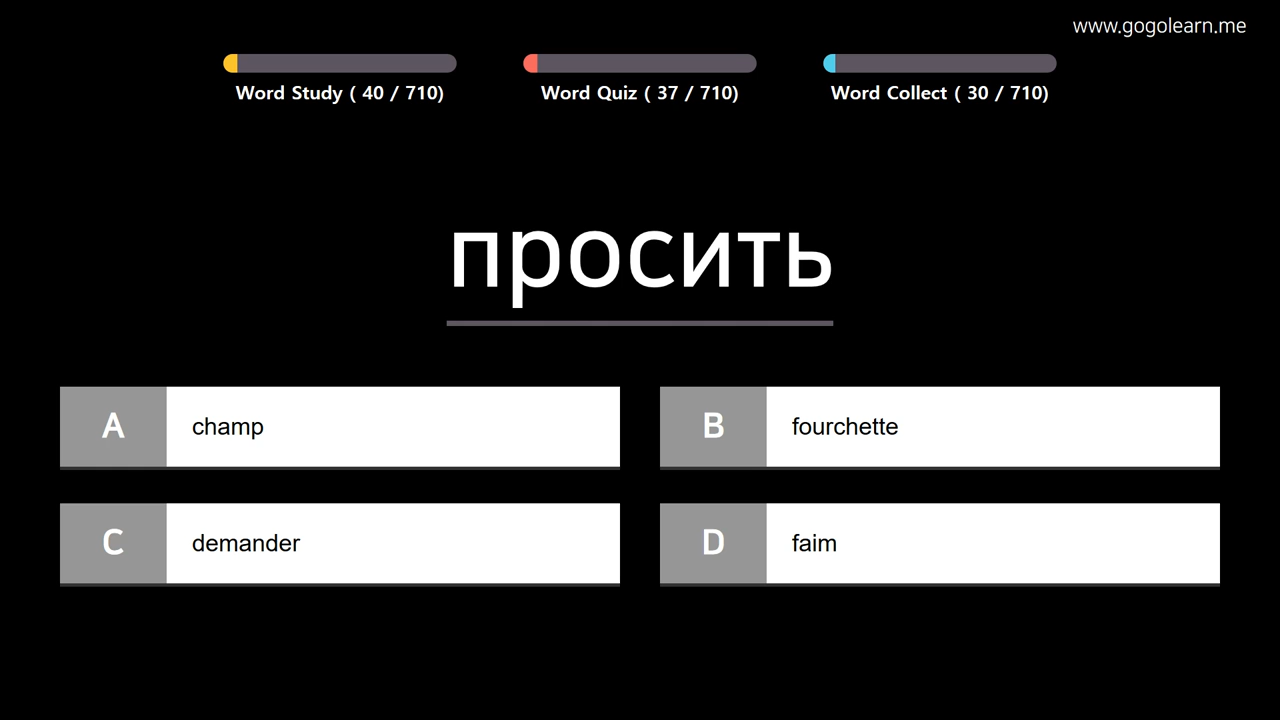 www.gogolearn.me
Word Study ( 40 / 710)
Word Quiz ( 37 / 710)
Word Collect ( 30 / 710)
просить
A champ
B fourchette
C demander
D faim